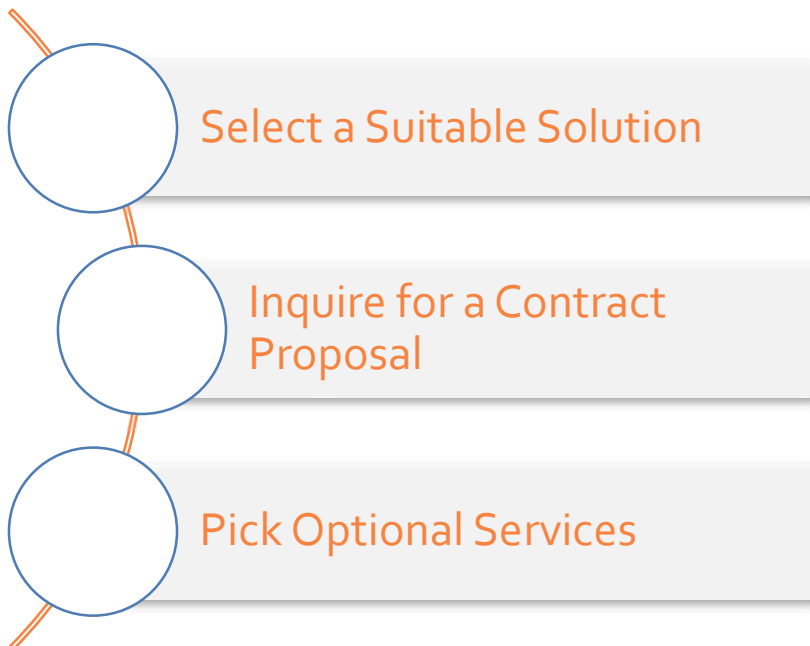 Select a Suitable Solution
Inquire for a Contract
Proposal
Pick Optional Services